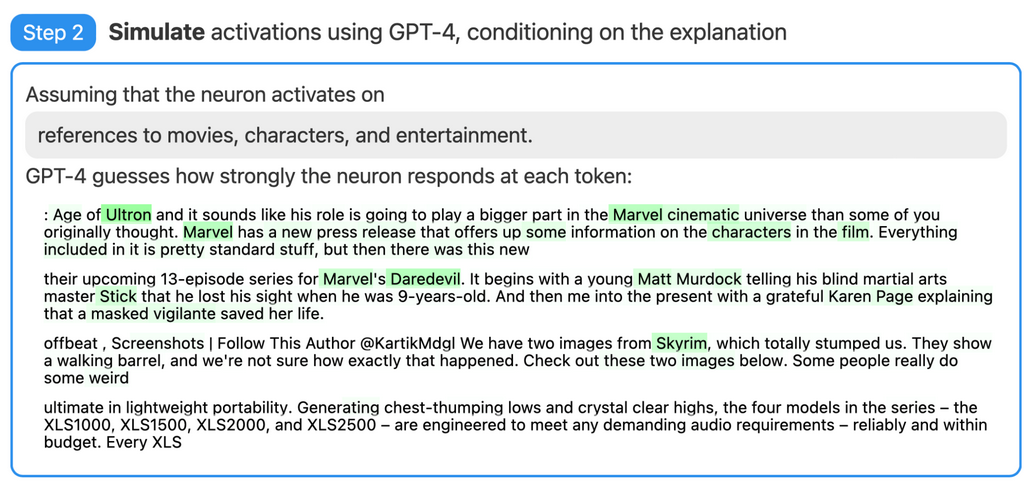 Step 2 Simulate activations using GPT-4, conditioning on the explanation
Assuming that the neuron activates on
references to movies, characters, and entertainment.
GPT-4 guesses how strongly the neuron responds at each token:
: Age of Ultron and it sounds like his role is going to play a bigger part in the Marvel cinematic universe than some of you
originally thought. Marvel has a new press release that offers up some information on the characters in the film. Everything
included in it is pretty standard stuff, but then there was this new
their upcoming 13-episode series for Marvel's Daredevil. It begins with a young Matt Murdock telling his blind martial arts
master Stick that he lost his sight when he was 9-years-old. And then me into the present with a grateful Karen Page explaining
that a masked vigilante saved her life.
offbeat , Screenshots | Follow This Author @KartikMdgl We have two images from Skyrim, which totally stumped us. They show
a walking barrel, and we're not sure how exactly that happened. Check out these two images below. Some people really do
some weird
ultimate in lightweight portability. Generating chest-thumping lows and crystal clear highs, the four models in the series – the
XLS1000, XLS1500, XLS2000, and XLS2500 – are engineered to meet any demanding audio requirements – reliably and within
budget. Every XLS